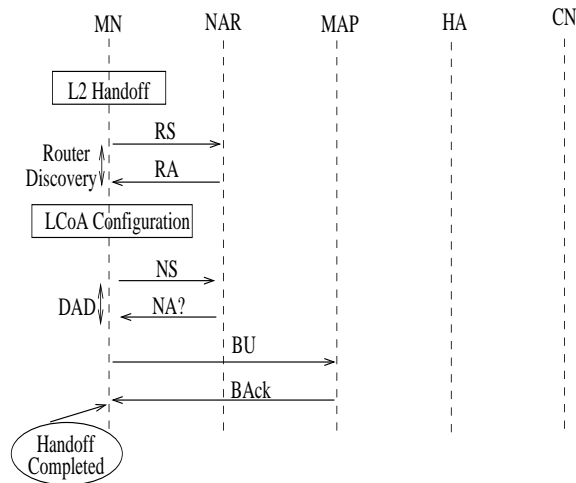 MN NAR MAP HA CN
L2 Handoff
RS
Router
Discovery
RA
LCoA Configuration
NS
DAD
NA?
BU
BAck
Handoff
Completed